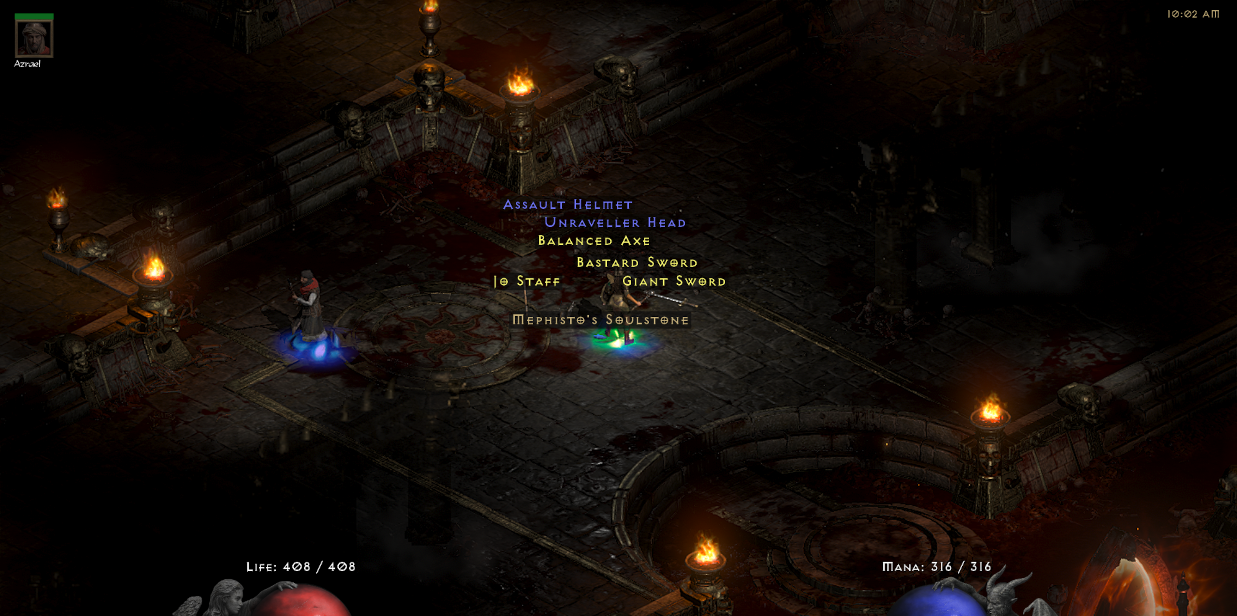 10:02 AM
Azrael
Assault Helmet
Unraveller Head
Balanced Axe
Bastard Sword
Jo Staff
Giant Sword
Mephisto's Soulstone
Life: 408 / 408
Mana: 316 / 316